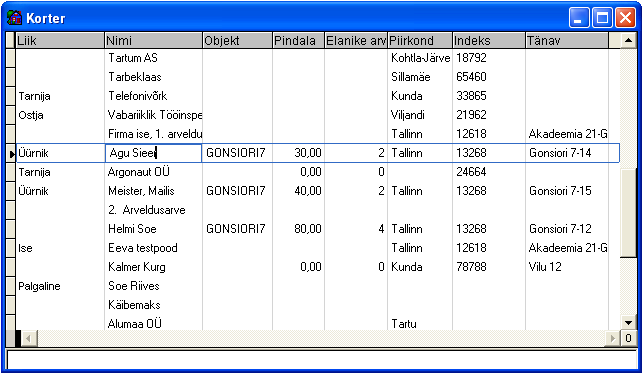 Korter
Liik Nimi Objekt Pindala Elanike arv Piirkond Indeks Tänav
Tartum AS Kohtla-Järve 18792
Tarbeklaas Sillamäe 65460
Tarnija Telefonivõrk Kunda 33865
Ostja Vabariiklik Tööinspe Viljandi 21962
Firma ise, 1. arveldu Tallinn 12618 Akadeemia 21-G
Üürnik Agu Sieer GONSIORI7 30,00 2 Tallinn 13268 Gonsiori 7-14
Tarnija Argonaut OÜ 0,00 0 24664
Üürnik Meister, Mailis GONSIORI7 40,00 2 Tallinn 13268 Gonsiori 7-15
2. Arveldusarve
Helmi Soe GONSIORI7 80,00 4 Tallinn 13268 Gonsiori 7-12
Ise Eeva testpood Tallinn 12618 Akadeemia 21-G
Kalmer Kurg 0,00 0 Kunda 78788 Vilu 12
Palgaline Soe Riives
Käibemaks
Alumaa OÜ Tartu
0